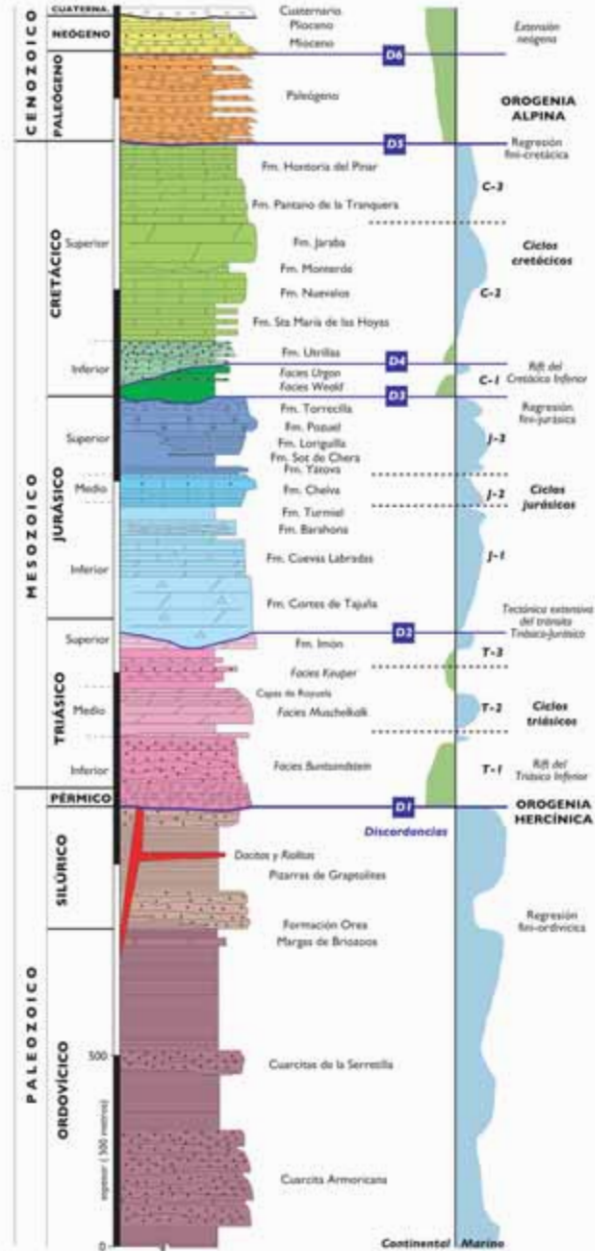 CENOZOICO
MESOZOICO
PALEOZOICO
CUATERNA.
NEÓGENO
PALEÓGENO
CRETÁCICO
Superior
Inferior
JURÁSICO
Superior
Medio
Inferior
TRIÁSICO
Superior
Medio
Inferior
PÉRMICO
SILÚRICO
ORDOVÍCICO
500
espesor (500 metros)
0
Cuaternario
Plioceno
Mioceno
Paleógeno
Fm. Hontoria del Pinar
Fm. Pantano de la Tranquera
Fm. Jaraba
Fm. Monterde
Fm. Nuevalos
Fm. Sta María de las Hoyas
Fm. Utrillas
Facies Urgon
Facies Weald
Fm. Torrecilla
Fm. Pozuel
Fm. Loriguilla
Fm. Sot de Chera
Fm. Yátova
Fm. Chelva
Fm. Turmiel
Fm. Barahona
Fm. Cuevas Labradas
Fm. Cortes de Tajuña
Fm. Imón
Facies Keuper
Capas de Royuela
Facies Muschelkalk
Facies Buntsandstein
Dacitas y Riolitas
Pizarras de Graptolites
Formación Orea
Margas de
Cuarcitas de la Serretilla
Cuarcita Armoricana
D6
D5
D4
D3
D2
D1
Discordancias
Continental
Marino
C-3
C-2
C-1
J-3
J-2
J-1
T-3
T-2
T-1
Extensión
neógena
OROGENIA
ALPINA
Regresión
fini-cretácica
Ciclos
cretácicos
Rift del
Cretácico Inferior
Regresión
fini-jurásica
Ciclos
jurásicos
Tectónica extensiva
del tránsito
Triásico-Jurásico
Ciclos
triásicos
Rift del
Triásico Inferior
OROGENIA
HERCÍNICA
Regresión
fini-ordivícica